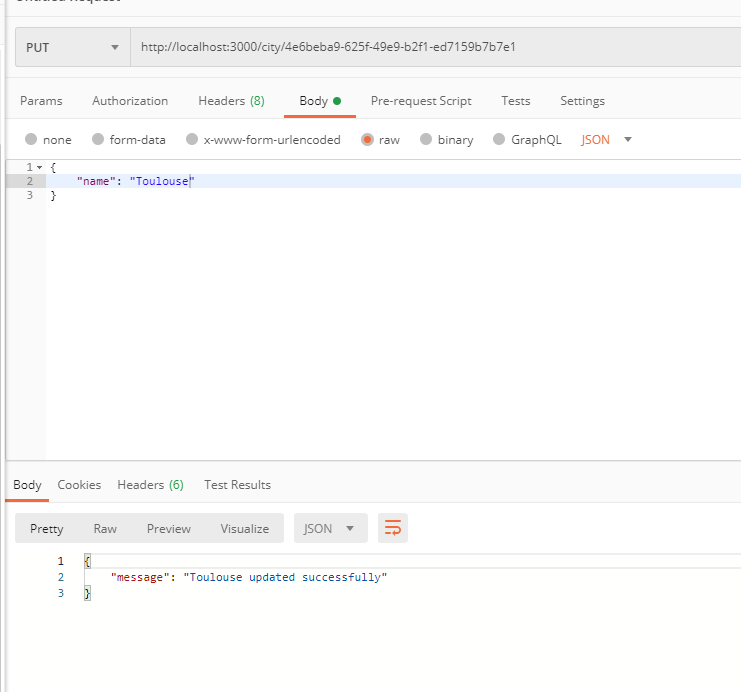 Untitled Request
PUT http://localhost:3000/city/4e6beba9-625f-49e9-b2f1-ed7159b7b7e1
Params Authorization Headers (8) Body Pre-request Script Tests Settings
none form-data x-www-form-urlencoded raw binary GraphQL JSON
1 {
2 "name": "Toulouse"
3 }
Body Cookies Headers (6) Test Results
Pretty Raw Preview Visualize JSON
1 {
2 "message": "Toulouse updated successfully"
3 }